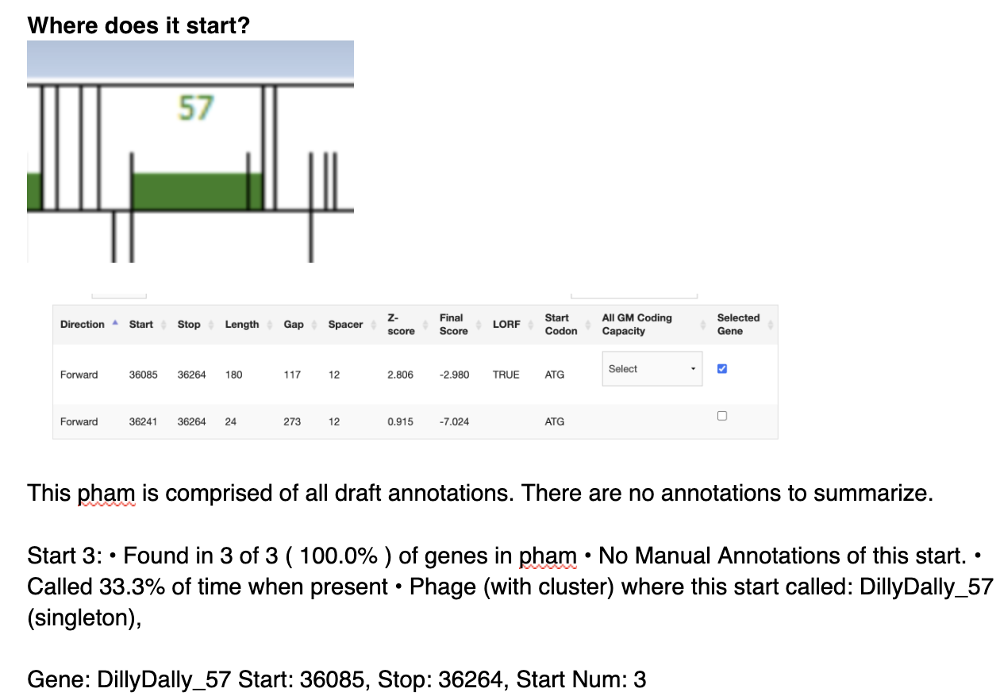 Where does it start?
57
Direction Start Stop Length Gap Spacer Z-score Final Score LORF Start Codon All GM Coding Capacity Selected Gene
Forward 36085 36264 180 117 12 2.806 -2.980 TRUE ATG Select
Forward 36241 36264 24 273 12 0.915 -7.024 ATG
This pham is comprised of all draft annotations. There are no annotations to summarize.
Start 3: • Found in 3 of 3 ( 100.0% ) of genes in pham • No Manual Annotations of this start. •
Called 33.3% of time when present • Phage (with cluster) where this start called: DillyDally_57
(singleton),
Gene: DillyDally_57 Start: 36085, Stop: 36264, Start Num: 3